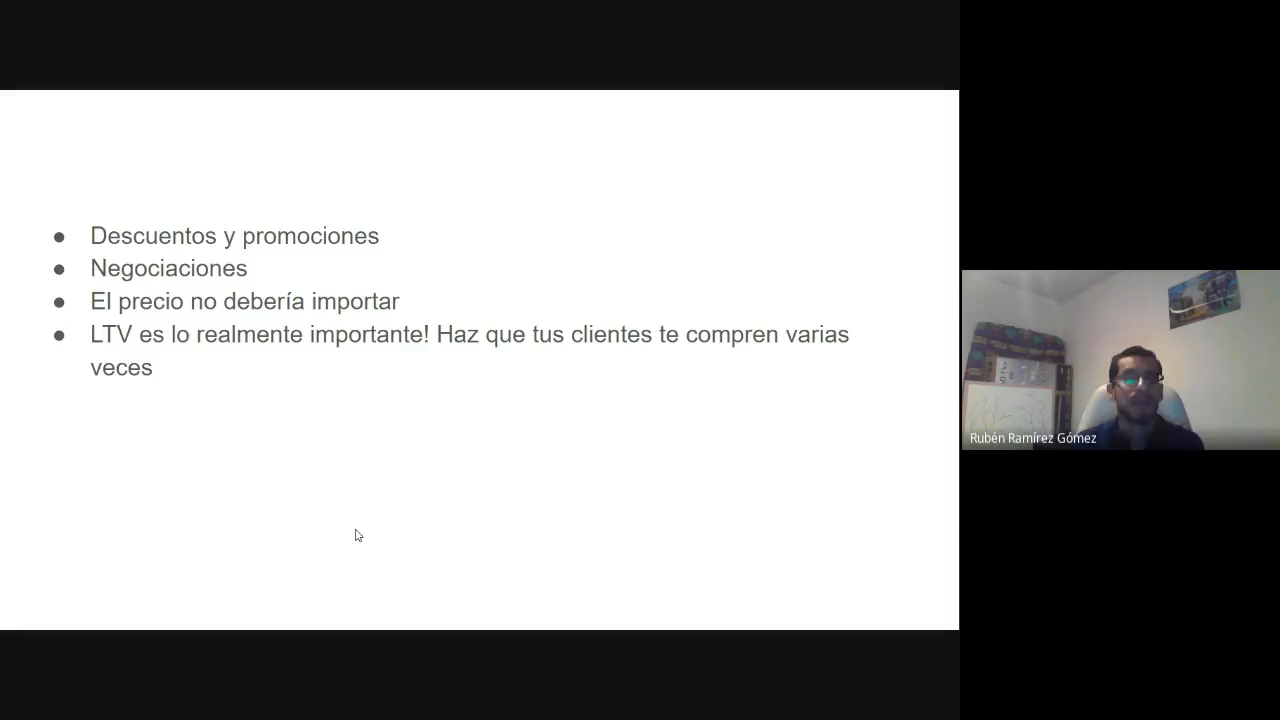 ● Descuentos y promociones
● Negociaciones
● El precio no debería importar
● LTV es lo realmente importante! Haz que tus clientes te compren varias
veces
Rubén Ramírez Gómez